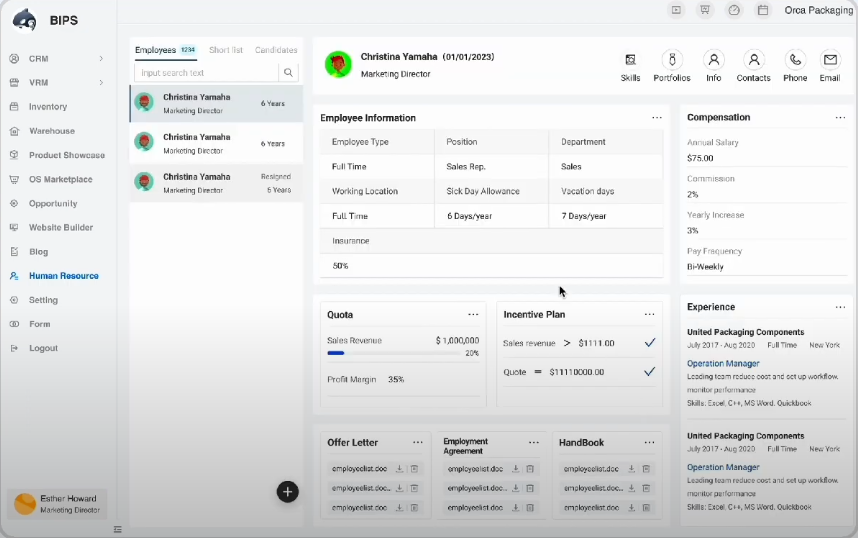 BIPS
Orca Packaging
CRM
VRM
Inventory
Warehouse
Product Showcase
OS Marketplace
Opportunity
Website Builder
Blog
Human Resource
Setting
Form
Logout
Esther Howard
Marketing Director
Employees 1234 Short list Candidates
Input search text
Christina Yamaha
Marketing Director
6 Years
Christina Yamaha
Marketing Director
6 Years
Christina Yamaha
Marketing Director
Resigned
5 Years
Christina Yamaha (01/01/2023)
Marketing Director
Skills Portfolios Info Contacts Phone Email
Employee Information
Employee Type Position Department
Full Time Sales Rep. Sales
Working Location Sick Day Allowance Vacation days
Full Time 6 Days/year 7 Days/year
Insurance
50%
Compensation
Annual Salary
$75.00
Commission
2%
Yearly Increase
3%
Pay Frequency
Bi-Weekly
Quota
Sales Revenue $ 1,000,000
20%
Profit Margin 35%
Incentive Plan
Sales revenue > $1111.00
Quote = $11110000.00
Experience
United Packaging Components
July 2017 - Aug 2020 Full Time New York
Operation Manager
Leading team reduce cost and set up workflow.
monitor performance
Skills: Excel, C++, MS Word, Quickbook
United Packaging Components
July 2017 - Aug 2020 Full Time New York
Operation Manager
Leading team reduce cost and set up workflow.
monitor performance
Skills: Excel, C++, MS Word, Quickbook
Offer Letter
employeelist.doc
employeelist.doc..
employeelist.doc
Employment
Agreement
employeelist.doc
employeelist.doc..
employeelist.doc
HandBook
employeelist.doc
employeelist.doc..
employeelist.doc